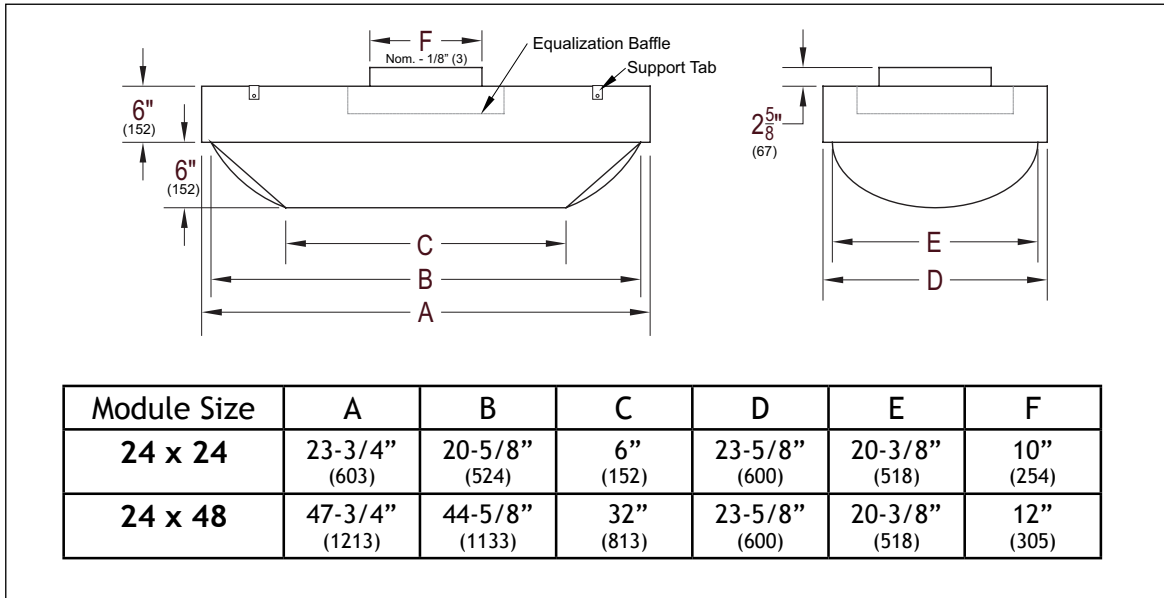 F
Nom. - 1/8” (3)
Equalization Baffle
Support Tab
6"
(152)
6"
(152)
2 5/8"
(67)
C
B
A
E
D
Module Size A B C D E F
24 x 24 23-3/4” 20-5/8” 6” 23-5/8” 20-3/8” 10”
(603) (524) (152) (600) (518) (254)
24 x 48 47-3/4” 44-5/8” 32” 23-5/8” 20-3/8” 12”
(1213) (1133) (813) (600) (518) (305)